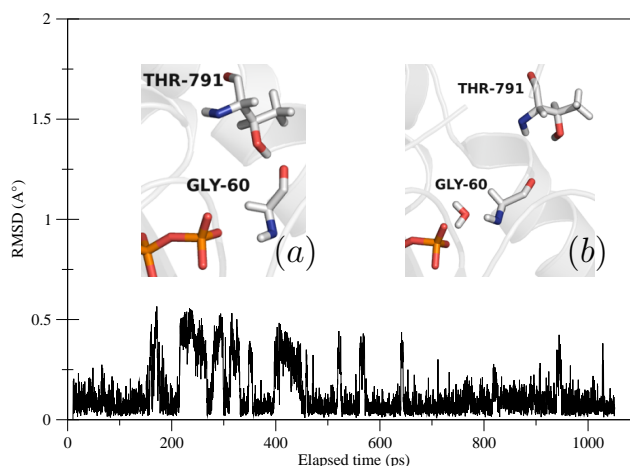 2
THR-791
THR-791
1.5
GLY-60
GLY-60
RMSD (A°)
1
(a)
(b)
0.5
0
0
200
400
600
800
1000
Elapsed time (ps)